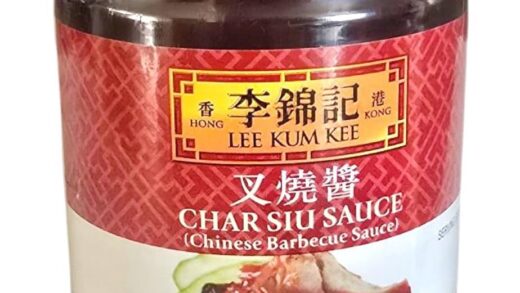 香 李錦記 港
HONG KONG
LEE KUM KEE
叉燒醬
CHAR SIU SAUCE
(Chinese Barbecue Sauce)